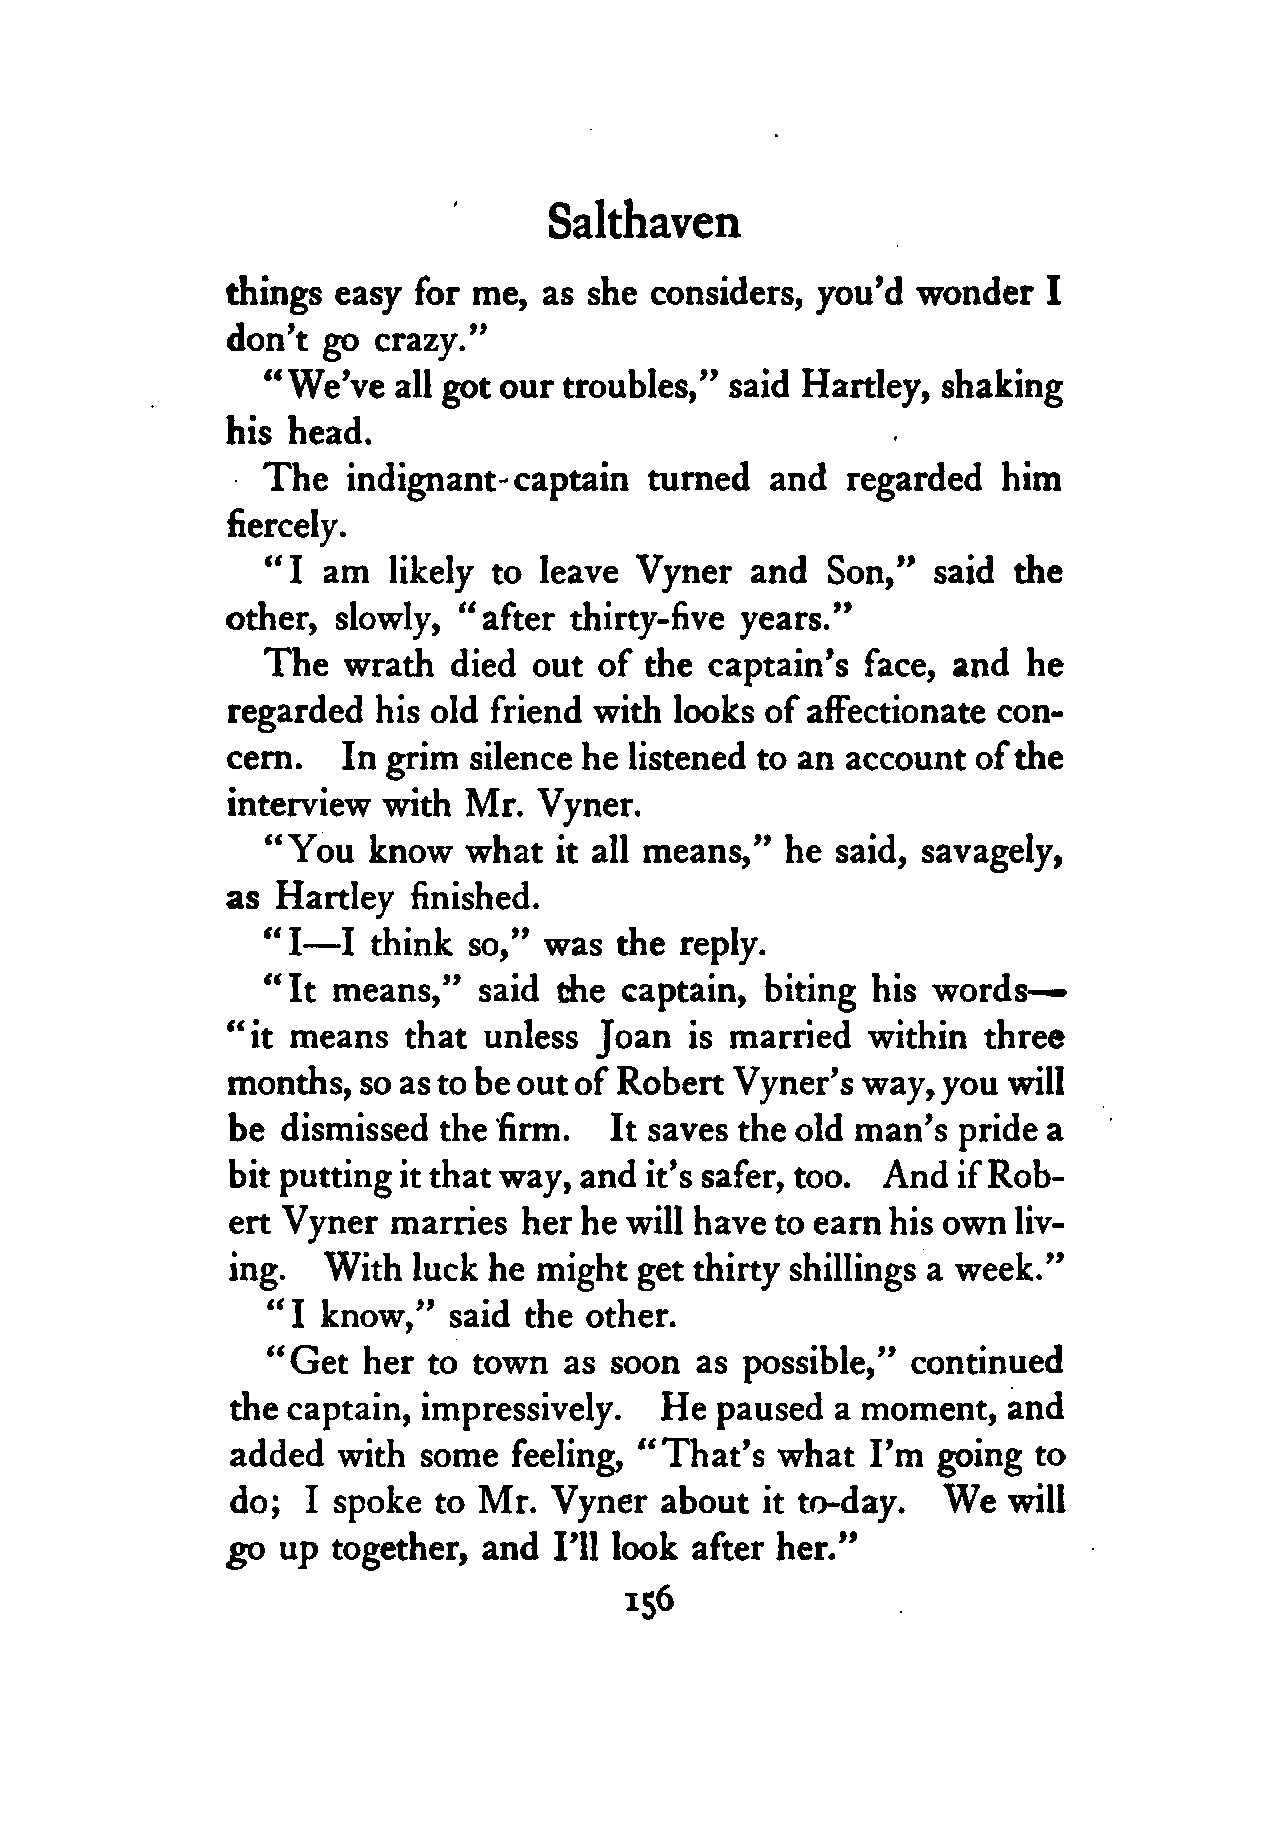 Salthaven
things easy for me, as she considers, you'd wonder I
don't go crazy."
"We've all got our troubles," said Hartley, shaking
his head.
The indignant-captain turned and regarded him
fiercely.
"I am likely to leave Vyner and Son," said the
other, slowly, "after thirty-five years."
The wrath died out of the captain's face, and he
regarded his old friend with looks of affectionate con-
cern. In grim silence he listened to an account of the
interview with Mr. Vyner.
"You know what it all means," he said, savagely,
as Hartley finished.
"I—I think so," was the reply.
"It means," said the captain, biting his words—
"it means that unless Joan is married within three
months, so as to be out of Robert Vyner's way, you will
be dismissed the firm. It saves the old man's pride a
bit putting it that way, and it's safer, too. And if Rob-
ert Vyner marries her he will have to earn his own liv-
ing. With luck he might get thirty shillings a week."
"I know," said the other.
"Get her to town as soon as possible," continued
the captain, impressively. He paused a moment, and
added with some feeling, "That's what I'm going to
do; I spoke to Mr. Vyner about it to-day. We will
go up together, and I'll look after her."
156